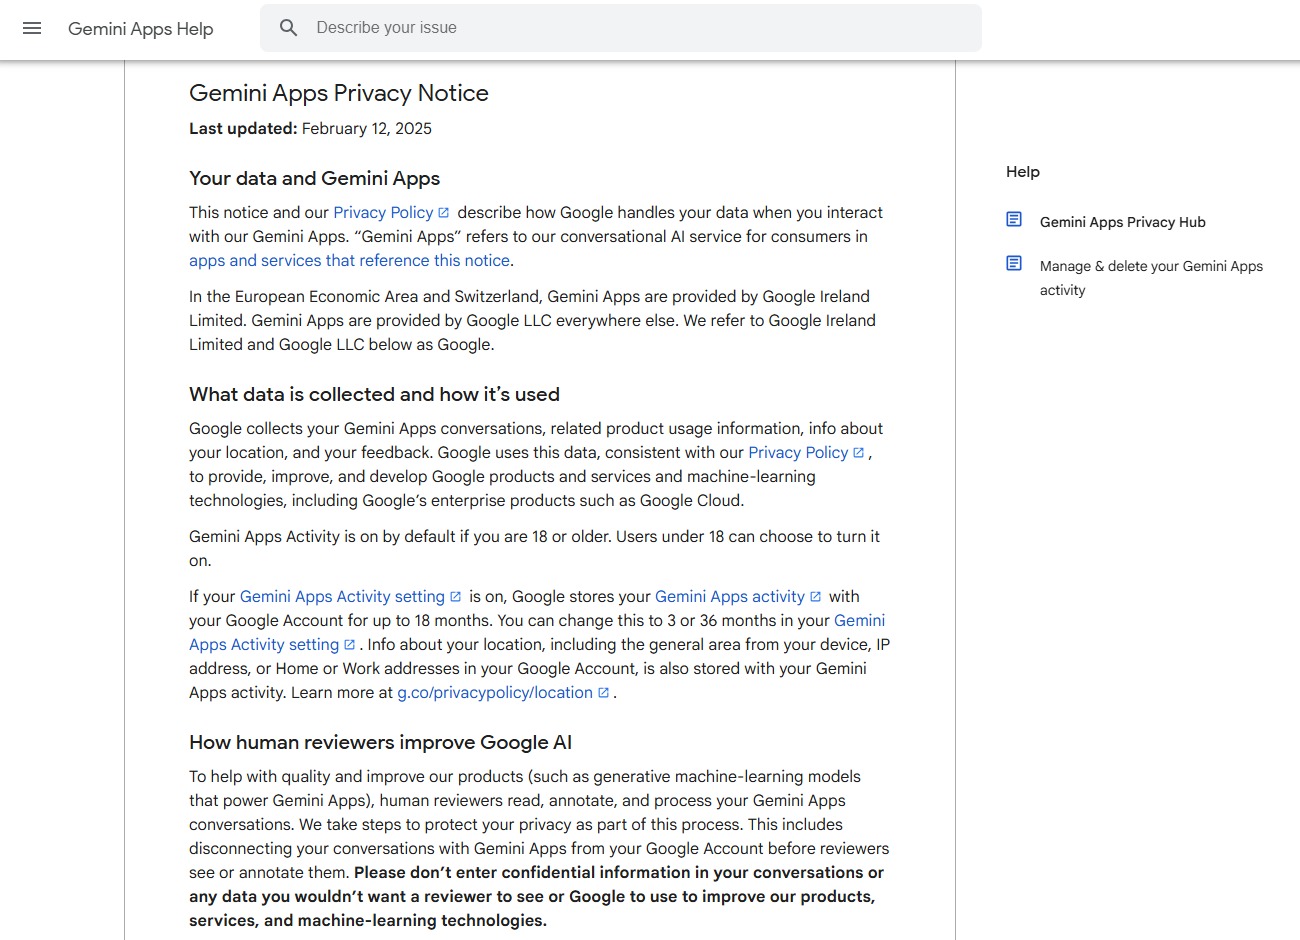 Gemini Apps Help
Describe your issue
Gemini Apps Privacy Notice
Last updated: February 12, 2025
Your data and Gemini Apps
This notice and our Privacy Policy describe how Google handles your data when you interact
with our Gemini Apps. “Gemini Apps” refers to our conversational AI service for consumers in
apps and services that reference this notice.
In the European Economic Area and Switzerland, Gemini Apps are provided by Google Ireland
Limited. Gemini Apps are provided by Google LLC everywhere else. We refer to Google Ireland
Limited and Google LLC below as Google.
What data is collected and how it’s used
Google collects your Gemini Apps conversations, related product usage information, info about
your location, and your feedback. Google uses this data, consistent with our Privacy Policy ,
to provide, improve, and develop Google products and services and machine-learning
technologies, including Google’s enterprise products such as Google Cloud.
Gemini Apps Activity is on by default if you are 18 or older. Users under 18 can choose to turn it
on.
If your Gemini Apps Activity setting is on, Google stores your Gemini Apps activity with
your Google Account for up to 18 months. You can change this to 3 or 36 months in your Gemini
Apps Activity setting . Info about your location, including the general area from your device, IP
address, or Home or Work addresses in your Google Account, is also stored with your Gemini
Apps activity. Learn more at g.co/privacypolicy/location .
How human reviewers improve Google AI
To help with quality and improve our products (such as generative machine-learning models
that power Gemini Apps), human reviewers read, annotate, and process your Gemini Apps
conversations. We take steps to protect your privacy as part of this process. This includes
disconnecting your conversations with Gemini Apps from your Google Account before reviewers
see or annotate them. Please don’t enter confidential information in your conversations or
any data you wouldn’t want a reviewer to see or Google to use to improve our products,
services, and machine-learning technologies.
Help
Gemini Apps Privacy Hub
Manage & delete your Gemini Apps
activity